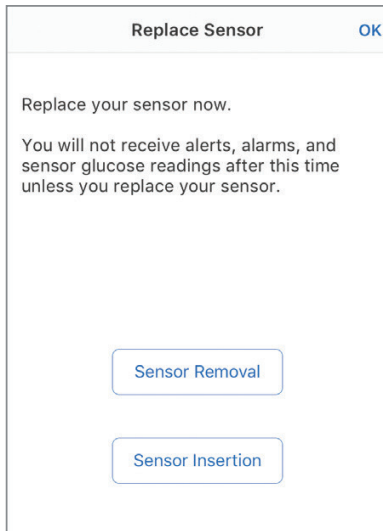 Replace Sensor OK
Replace your sensor now.
You will not receive alerts, alarms, and
sensor glucose readings after this time
unless you replace your sensor.
Sensor Removal
Sensor Insertion